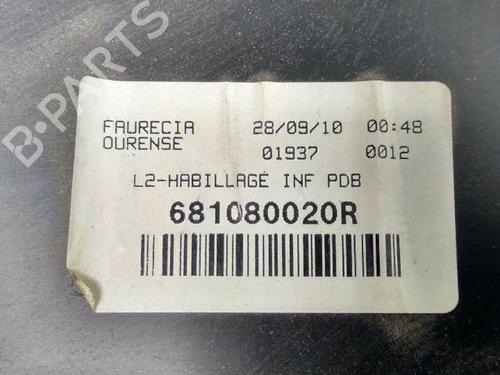 B-PARTS
FAURECIA 28/09/10 00:48
OURENSE 01937 0012
L2-HABILLAGE INF PDB
681080020R